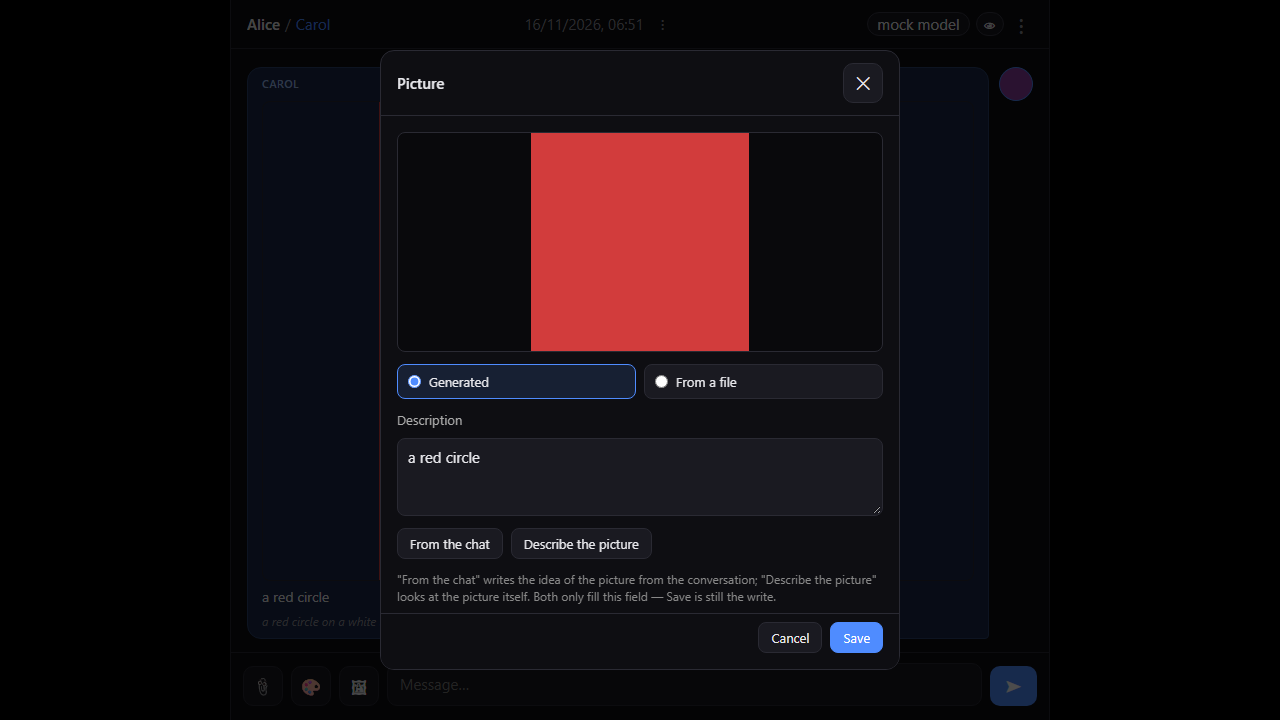 Alice / Carol
16/11/2026, 06:51
mock model
CAROL
Picture
Generated
From a file
Description
a red circle
From the chat
Describe the picture
"From the chat" writes the idea of the picture from the conversation; "Describe the picture"
looks at the picture itself. Both only fill this field — Save is still the write.
a red circle
a red circle on a white
Cancel
Save
Message...